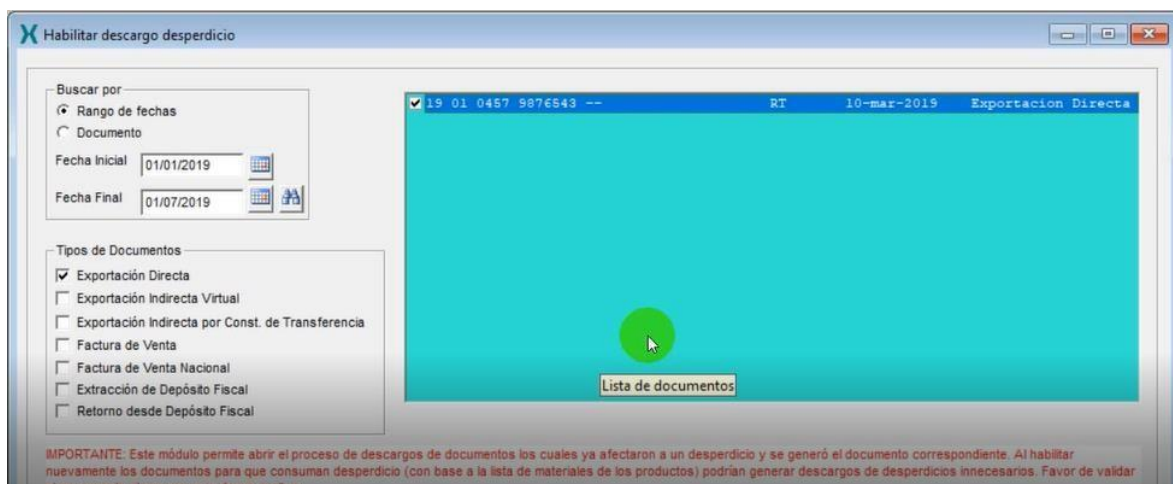 Habilitar descargo desperdicio
Buscar por
Rango de fechas
Documento
Fecha Inicial 01/01/2019
Fecha Final 01/07/2019
19 01 0457 9876543 -- RT 10-mar-2019 Exportacion Directa
Tipos de Documentos
Exportación Directa
Exportación Indirecta Virtual
Exportación Indirecta por Const. de Transferencia
Factura de Venta
Factura de Venta Nacional
Extracción de Depósito Fiscal
Retorno desde Depósito Fiscal
Lista de documentos
IMPORTANTE: Este módulo permite abrir el proceso de descargos de documentos los cuales ya afectaron a un desperdicio y se generó el documento correspondiente. Al habilitar
nuevamente los documentos para que consuman desperdicio (con base a la lista de materiales de los productos) podrían generar descargos de desperdicios innecesarios. Favor de validar